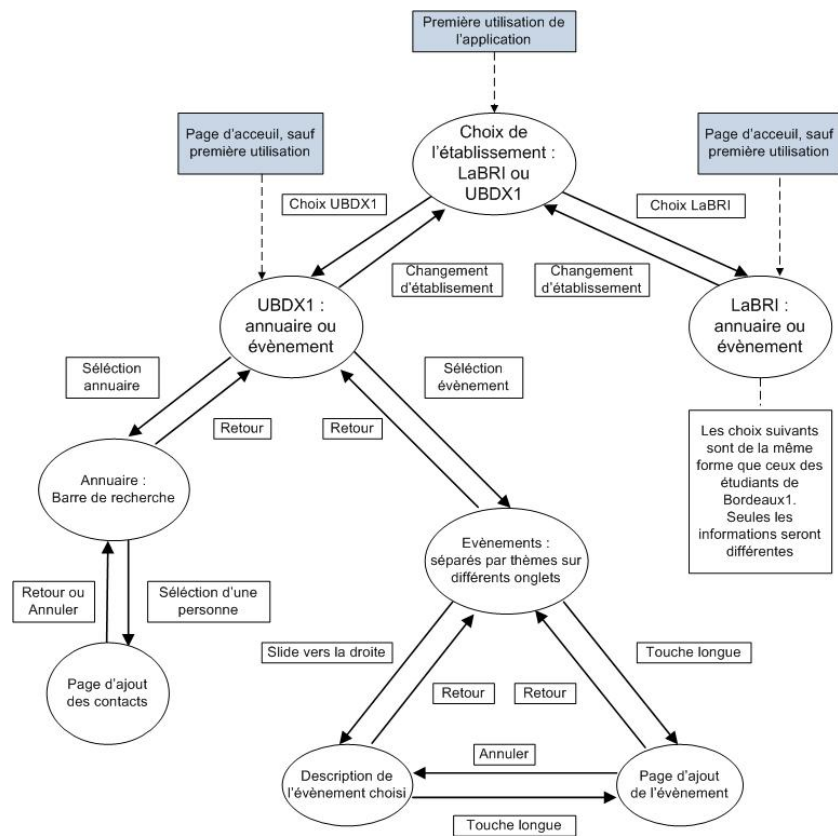 Première utilisation de
l'application
Page d'acceuil, sauf
première utilisation
Choix de
l'établissement :
LaBRI ou
UBDX1
Page d'acceuil, sauf
première utilisation
Choix UBDX1
Choix LaBRI
Changement
d'établisement
Changement
d'établissement
UBDX1 :
annuaire ou
évènement
LaBRI :
annuaire ou
évènement
Séléction
annuaire
Retour
Retour
Séléction
évènement
Les choix suivants
sont de la même
forme que ceux des
étudiants de
Bordeaux1.
Seules les
informations seront
différentes
Annuaire :
Barre de recherche
Evènements :
séparés par thèmes sur
différents onglets
Retour ou
Annuler
Séléction d'une
personne
Slide vers la droite
Touche longue
Page d'ajout
des contacts
Retour
Retour
Annuler
Description de
l'évènement choisi
Page d'ajout
de l'évènement
Touche longue